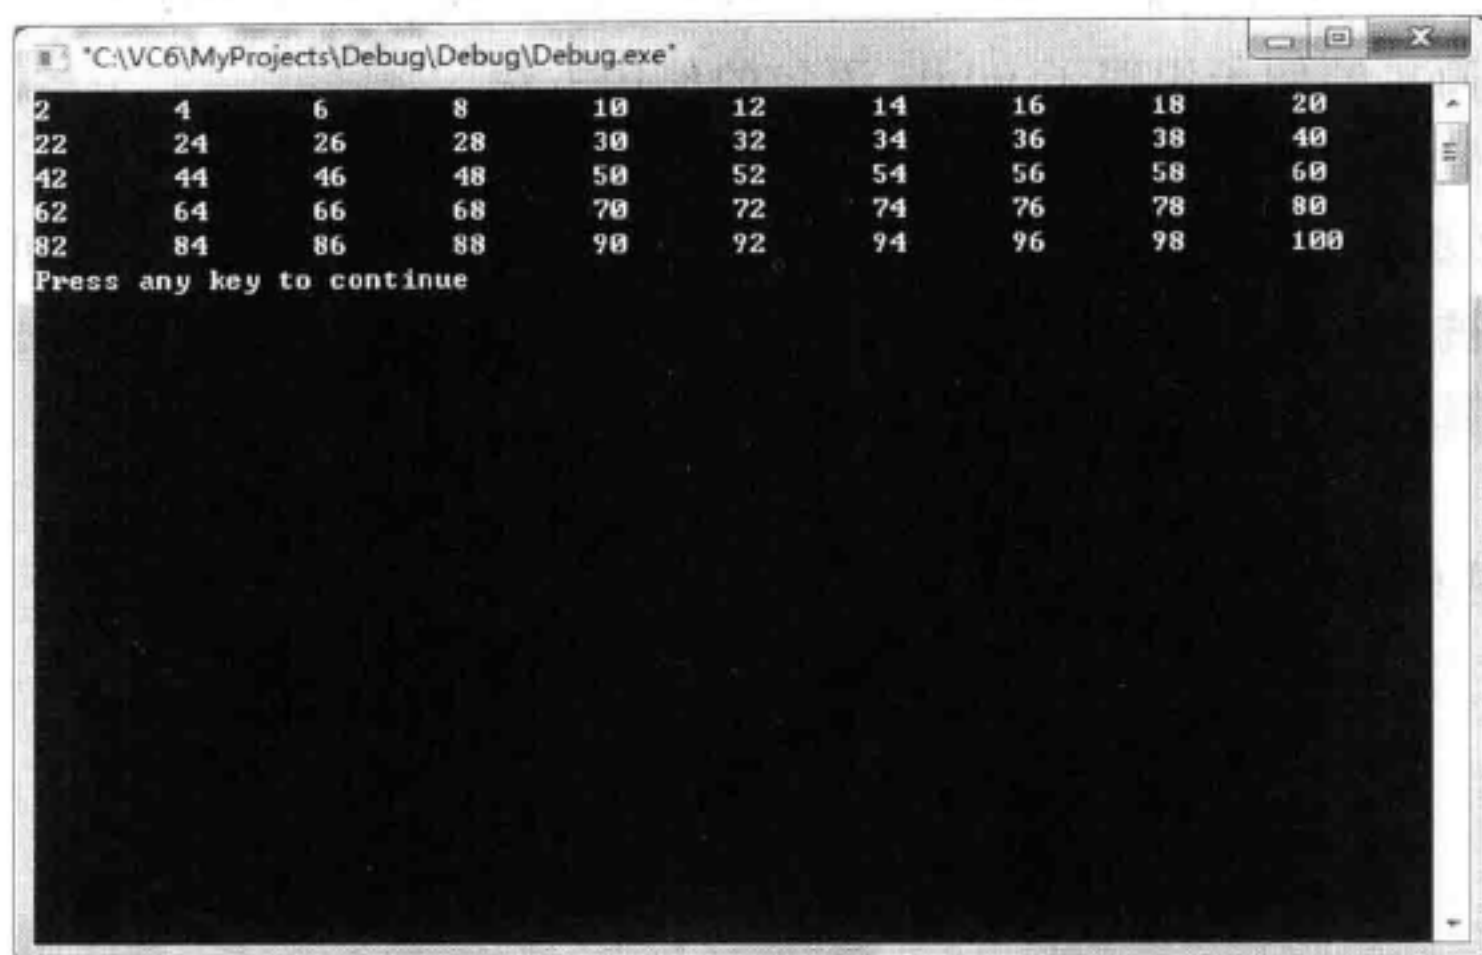 "C:\VC6\MyProjects\Debug\Debug\Debug.exe"
2 4 6 8 10 12 14 16 18 20
22 24 26 28 30 32 34 36 38 40
42 44 46 48 50 52 54 56 58 60
62 64 66 68 70 72 74 76 78 80
82 84 86 88 90 92 94 96 98 100
Press any key to continue